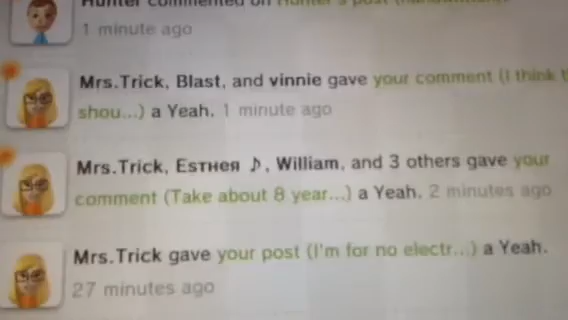 Hunter commented on Hunter's post
1 minute ago
Mrs.Trick, Blast, and vinnie gave your comment (I think t
shou...) a Yeah. 1 minute ago
Mrs.Trick, Esтнея ♪, William, and 3 others gave your
comment (Take about 8 year...) a Yeah. 2 minutes ago
Mrs.Trick gave your post (I'm for no electr...) a Yeah.
27 minutes ago